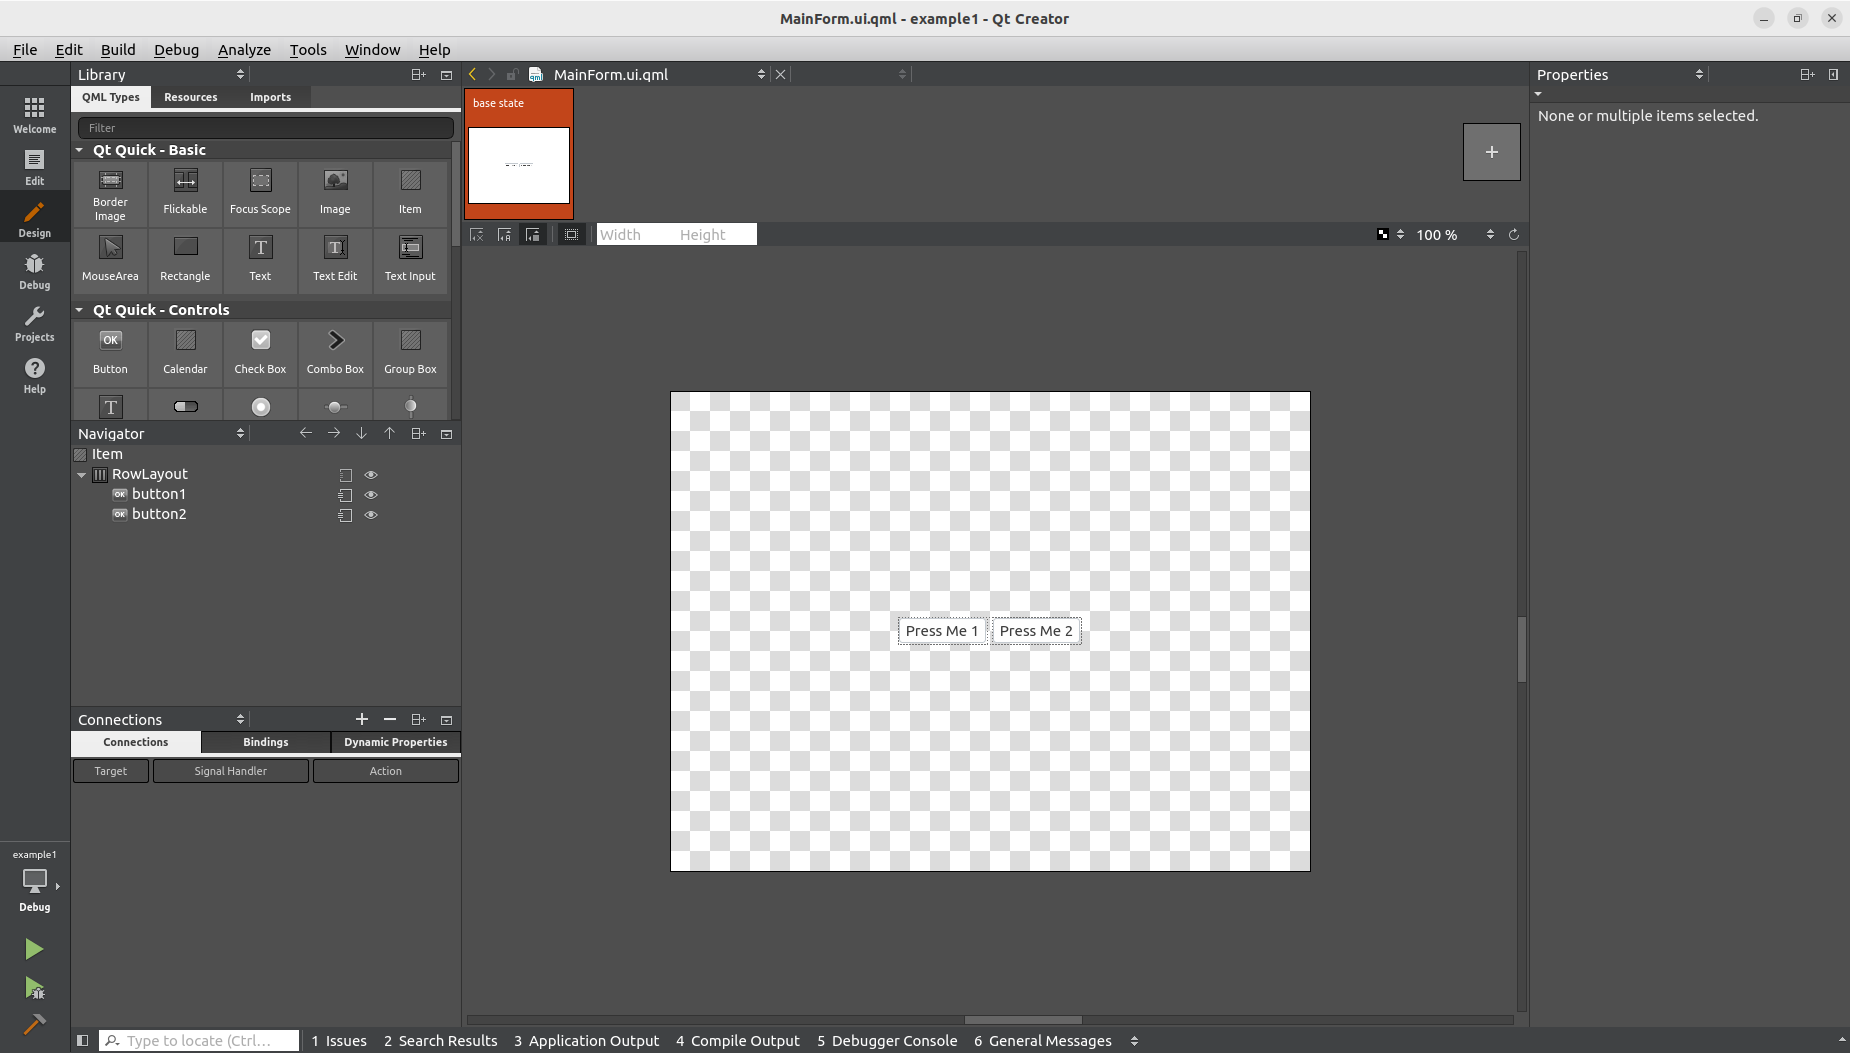 MainForm.ui.qml - example1 - Qt Creator
File Edit Build Debug Analyze Tools Window Help
Welcome
Edit
Design
Debug
Projects
Help
example1
Debug
Library
QML Types Resources Imports
Filter
Qt Quick - Basic
Border Image
Flickable
Focus Scope
Image
Item
MouseArea
Rectangle
Text
Text Edit
Text Input
Qt Quick - Controls
OK
Button
Calendar
Check Box
Combo Box
Group Box
Navigator
Item
RowLayout
OK button1
OK button2
Connections
Connections Bindings Dynamic Properties
Target Signal Handler Action
MainForm.ui.qml
base state
Width Height
100 %
Press Me 1 Press Me 2
Properties
None or multiple items selected.
Type to locate (Ctrl... 1 Issues 2 Search Results 3 Application Output 4 Compile Output 5 Debugger Console 6 General Messages